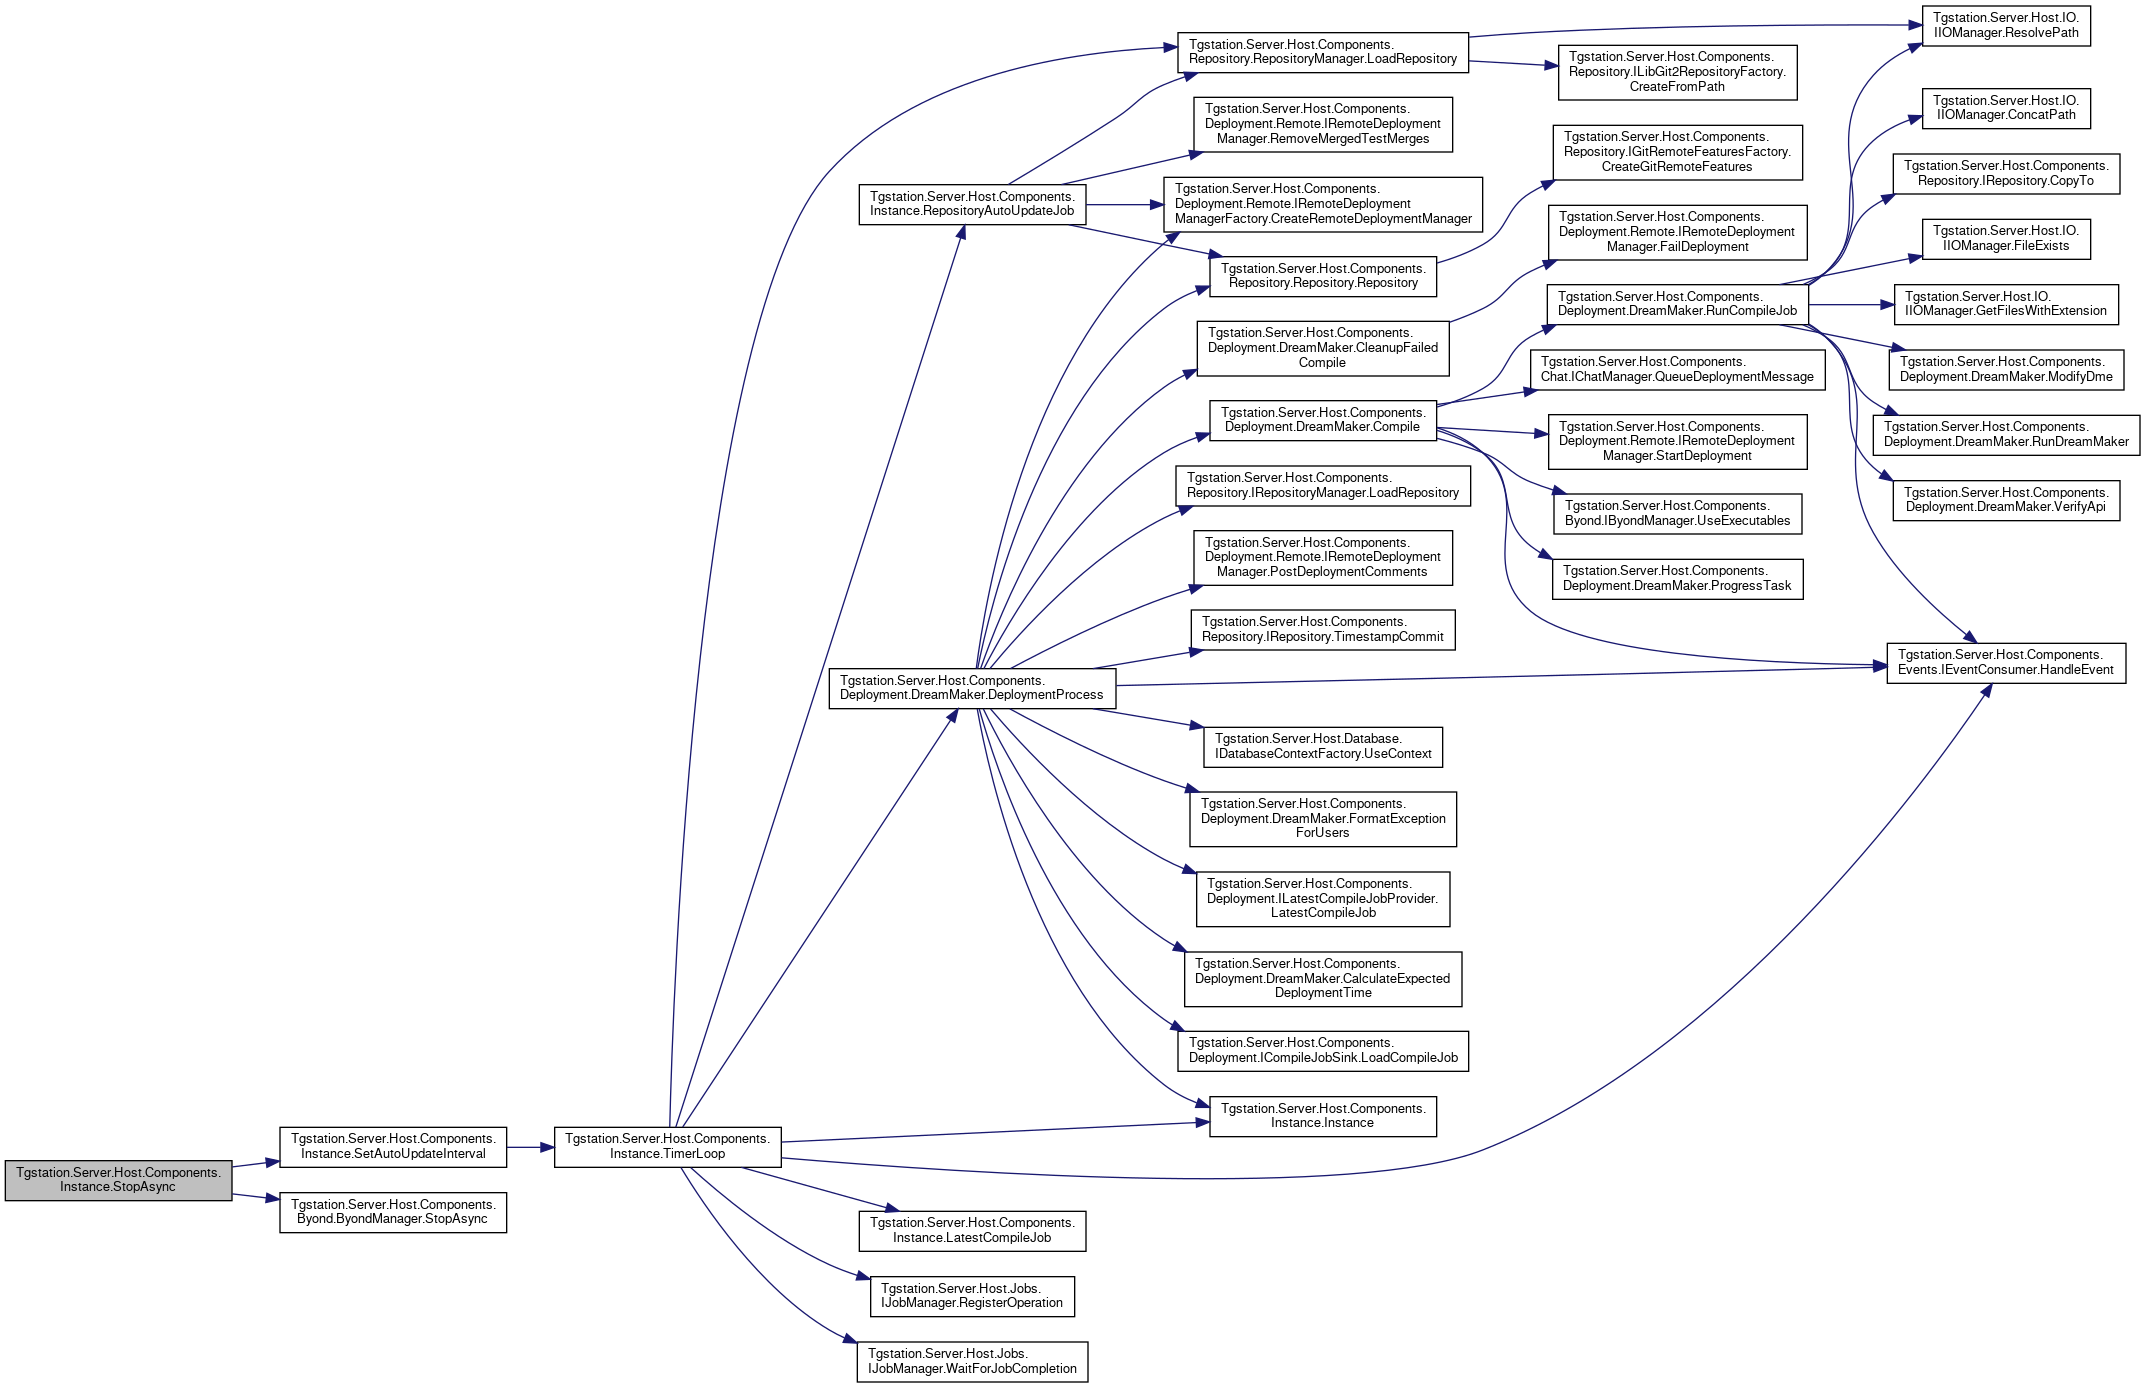 Tgstation.Server.Host.Components.
Instance.StopAsync
Tgstation.Server.Host.Components.
Instance.SetAutoUpdateInterval
Tgstation.Server.Host.Components.
Byond.ByondManager.StopAsync
Tgstation.Server.Host.Components.
Instance.TimerLoop
Tgstation.Server.Host.Components.
Instance.RepositoryAutoUpdateJob
Tgstation.Server.Host.Components.
Deployment.DreamMaker.DeploymentProcess
Tgstation.Server.Host.Components.
Instance.LatestCompileJob
Tgstation.Server.Host.Jobs.
IJobManager.RegisterOperation
Tgstation.Server.Host.Jobs.
IJobManager.WaitForJobCompletion
Tgstation.Server.Host.Components.
Repository.RepositoryManager.LoadRepository
Tgstation.Server.Host.Components.
Deployment.Remote.IRemoteDeployment
Manager.RemoveMergedTestMerges
Tgstation.Server.Host.Components.
Deployment.Remote.IRemoteDeployment
ManagerFactory.CreateRemoteDeploymentManager
Tgstation.Server.Host.Components.
Repository.Repository.Repository
Tgstation.Server.Host.Components.
Deployment.DreamMaker.CleanupFailed
Compile
Tgstation.Server.Host.Components.
Deployment.DreamMaker.Compile
Tgstation.Server.Host.Components.
Repository.IRepositoryManager.LoadRepository
Tgstation.Server.Host.Components.
Deployment.Remote.IRemoteDeployment
Manager.PostDeploymentComments
Tgstation.Server.Host.Components.
Repository.IRepository.TimestampCommit
Tgstation.Server.Host.Database.
IDatabaseContextFactory.UseContext
Tgstation.Server.Host.Components.
Deployment.DreamMaker.FormatException
ForUsers
Tgstation.Server.Host.Components.
Deployment.ILatestCompileJobProvider.
LatestCompileJob
Tgstation.Server.Host.Components.
Deployment.DreamMaker.CalculateExpected
DeploymentTime
Tgstation.Server.Host.Components.
Deployment.ICompileJobSink.LoadCompileJob
Tgstation.Server.Host.Components.
Instance.Instance
Tgstation.Server.Host.Components.
Repository.ILibGit2RepositoryFactory.
CreateFromPath
Tgstation.Server.Host.Components.
Repository.IGitRemoteFeaturesFactory.
CreateGitRemoteFeatures
Tgstation.Server.Host.Components.
Deployment.Remote.IRemoteDeployment
Manager.FailDeployment
Tgstation.Server.Host.Components.
Deployment.DreamMaker.RunCompileJob
Tgstation.Server.Host.Components.
Chat.IChatManager.QueueDeploymentMessage
Tgstation.Server.Host.Components.
Deployment.Remote.IRemoteDeployment
Manager.StartDeployment
Tgstation.Server.Host.Components.
Byond.IByondManager.UseExecutables
Tgstation.Server.Host.Components.
Deployment.DreamMaker.ProgressTask
Tgstation.Server.Host.IO.
IIOManager.ResolvePath
Tgstation.Server.Host.IO.
IIOManager.ConcatPath
Tgstation.Server.Host.Components.
Repository.IRepository.CopyTo
Tgstation.Server.Host.IO.
IIOManager.FileExists
Tgstation.Server.Host.IO.
IIOManager.GetFilesWithExtension
Tgstation.Server.Host.Components.
Deployment.DreamMaker.ModifyDme
Tgstation.Server.Host.Components.
Deployment.DreamMaker.RunDreamMaker
Tgstation.Server.Host.Components.
Deployment.DreamMaker.VerifyApi
Tgstation.Server.Host.Components.
Events.IEventConsumer.HandleEvent